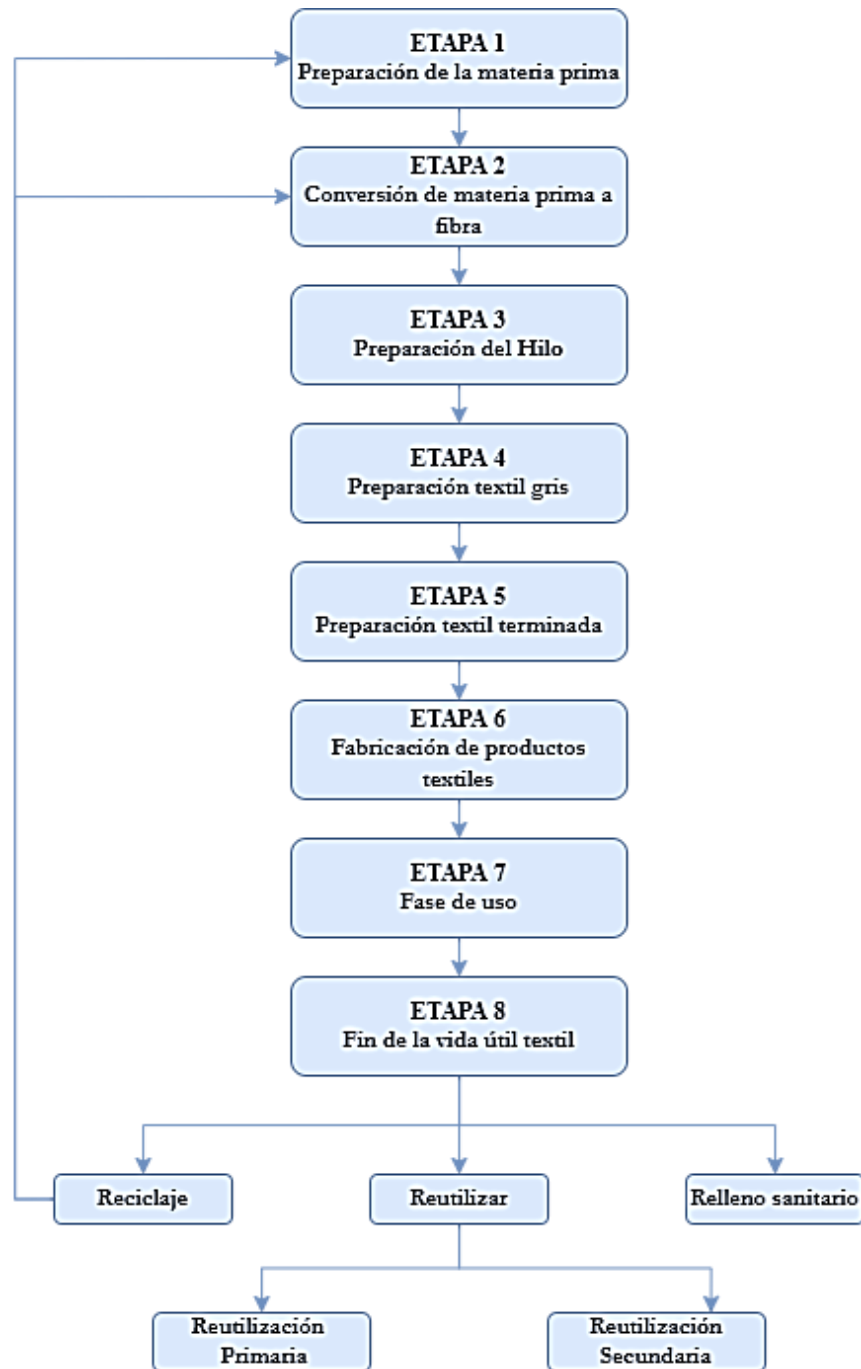 ETAPA 1
Preparación de la materia prima
ETAPA 2
Conversión de materia prima a
fibra
ETAPA 3
Preparación del Hilo
ETAPA 4
Preparación textil gris
ETAPA 5
Preparación textil terminada
ETAPA 6
Fabricación de productos
textiles
ETAPA 7
Fase de uso
ETAPA 8
Fin de la vida útil textil
Reciclaje
Reutilizar
Relleno sanitario
Reutilización
Primaria
Reutilización
Secundaria